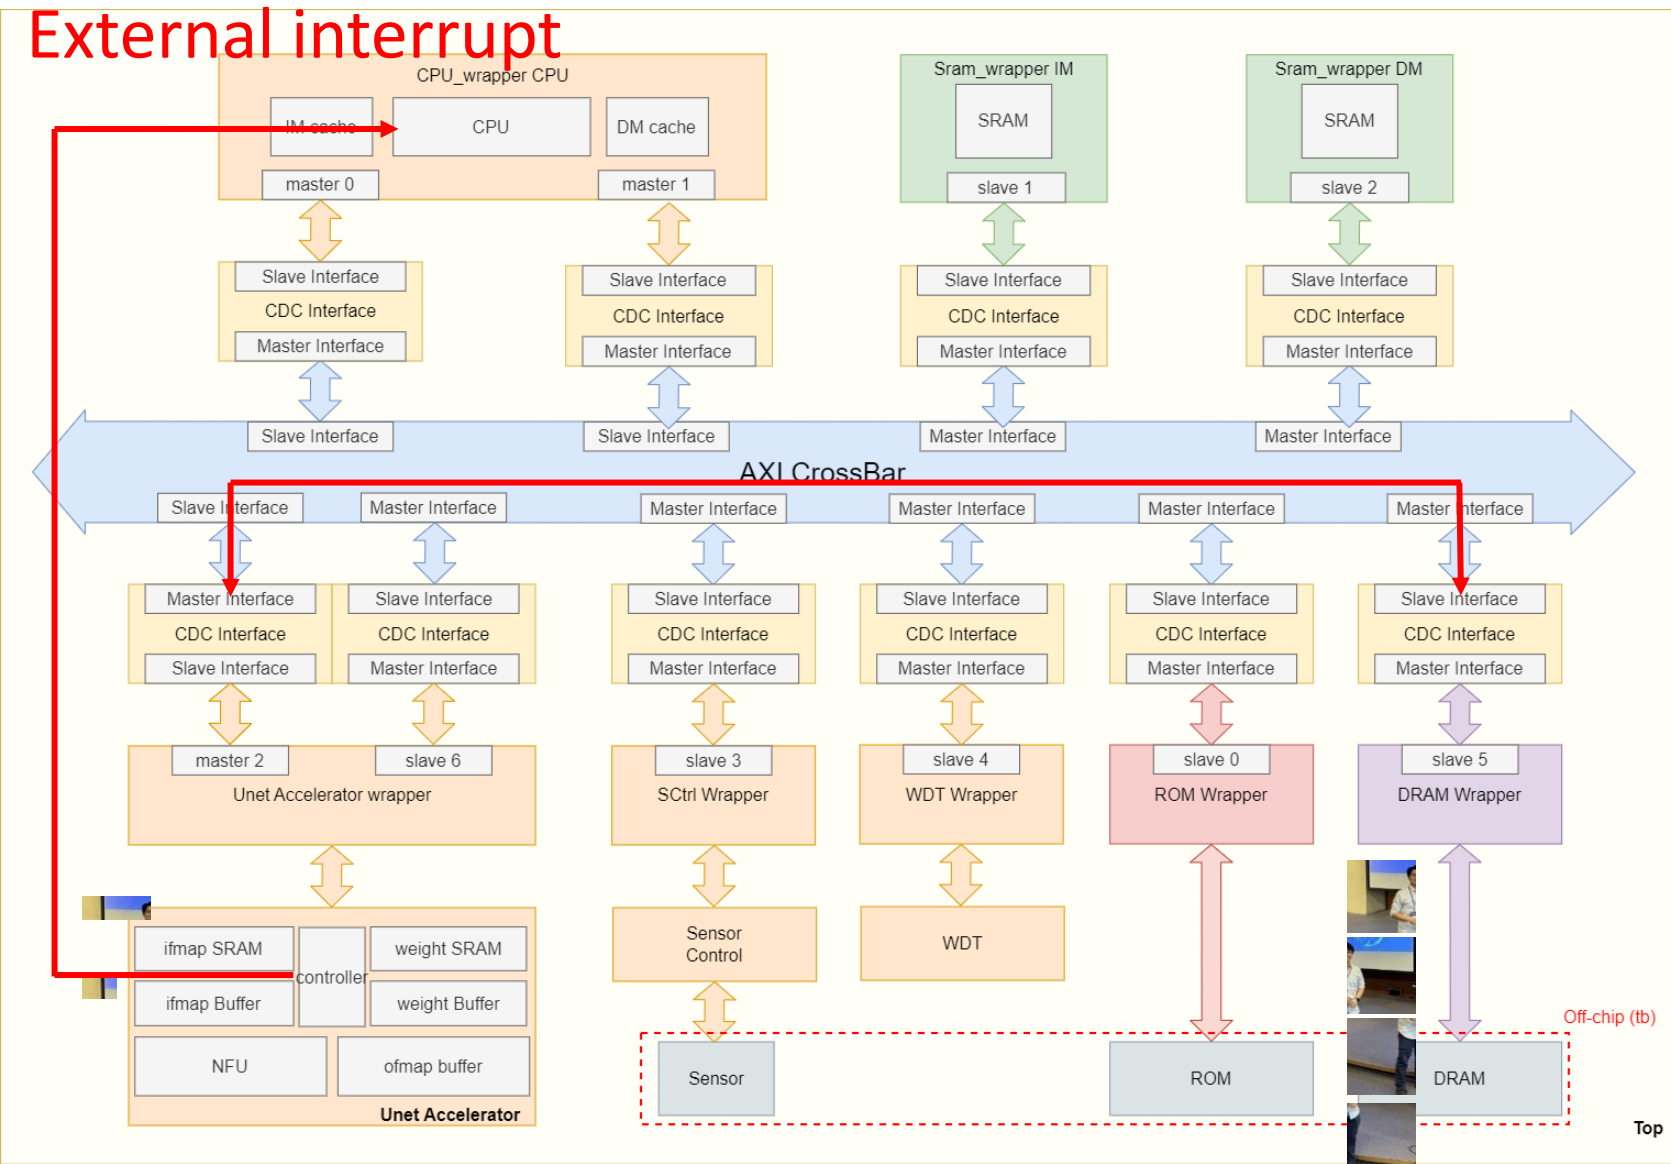 External interrupt
CPU_wrapper CPU
Sram_wrapper IM
Sram_wrapper DM
IM cache
CPU
DM cache
SRAM
SRAM
master 0
master 1
slave 1
slave 2
Slave Interface
Slave Interface
Slave Interface
Slave Interface
CDC Interface
CDC Interface
CDC Interface
CDC Interface
Master Interface
Master Interface
Master Interface
Master Interface
Slave Interface
Slave Interface
Master Interface
Master Interface
AXI CrossBar
Slave Interface
Master Interface
Master Interface
Master Interface
Master Interface
Master Interface
Master Interface
Slave Interface
Slave Interface
Slave Interface
Slave Interface
Slave Interface
CDC Interface
CDC Interface
CDC Interface
CDC Interface
CDC Interface
CDC Interface
Slave Interface
Master Interface
Master Interface
Master Interface
Master Interface
Master Interface
master 2
slave 6
slave 3
slave 4
slave 0
slave 5
Unet Accelerator wrapper
SCtrl Wrapper
WDT Wrapper
ROM Wrapper
DRAM Wrapper
ifmap SRAM
controller
weight SRAM
Sensor
Control
WDT
ifmap Buffer
weight Buffer
Off-chip (tb)
NFU
ofmap buffer
Sensor
ROM
DRAM
Unet Accelerator
Top